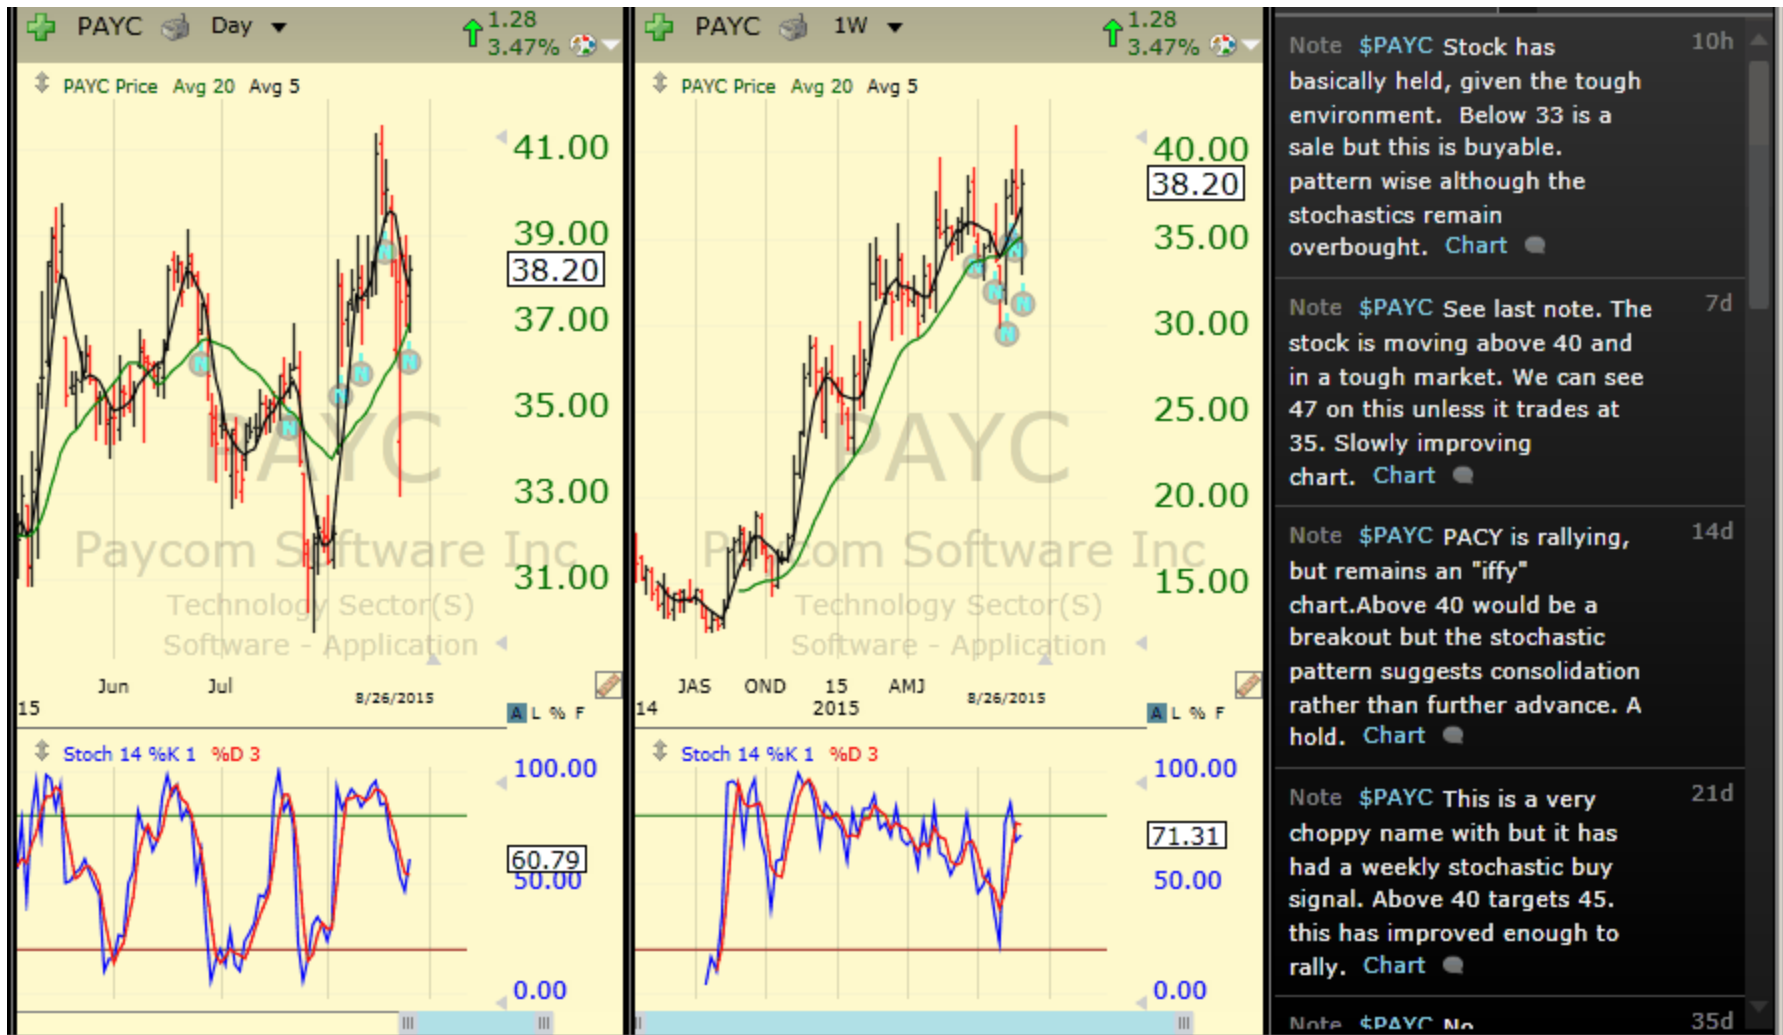 PAYC Day
1.28
3.47%
PAYC Price Avg 20 Avg 5
41.00
39.00
38.20
37.00
35.00
33.00
31.00
PAYC
Paycom Software Inc
Technology Sector(S)
Software - Application
N
N
N
N
N
N
Jun Jul 8/26/2015
15
A L % F
Stoch 14 %K 1 %D 3
100.00
60.79
50.00
0.00
PAYC 1W
1.28
3.47%
PAYC Price Avg 20 Avg 5
40.00
38.20
35.00
30.00
25.00
20.00
15.00
PAYC
Paycom Software Inc
Technology Sector(S)
Software - Application
N
N
N
N
N
JAS OND 15 AMJ 8/26/2015
14 2015
A L % F
Stoch 14 %K 1 %D 3
100.00
71.31
50.00
0.00
Note $PAYC Stock has 10h
basically held, given the tough
environment. Below 33 is a
sale but this is buyable.
pattern wise although the
stochastics remain
overbought. Chart
Note $PAYC See last note. The 7d
stock is moving above 40 and
in a tough market. We can see
47 on this unless it trades at
35. Slowly improving
chart. Chart
Note $PAYC PACY is rallying, 14d
but remains an "iffy"
chart.Above 40 would be a
breakout but the stochastic
pattern suggests consolidation
rather than further advance. A
hold. Chart
Note $PAYC This is a very 21d
choppy name with but it has
had a weekly stochastic buy
signal. Above 40 targets 45.
this has improved enough to
rally. Chart
Note $PAYC No 35d